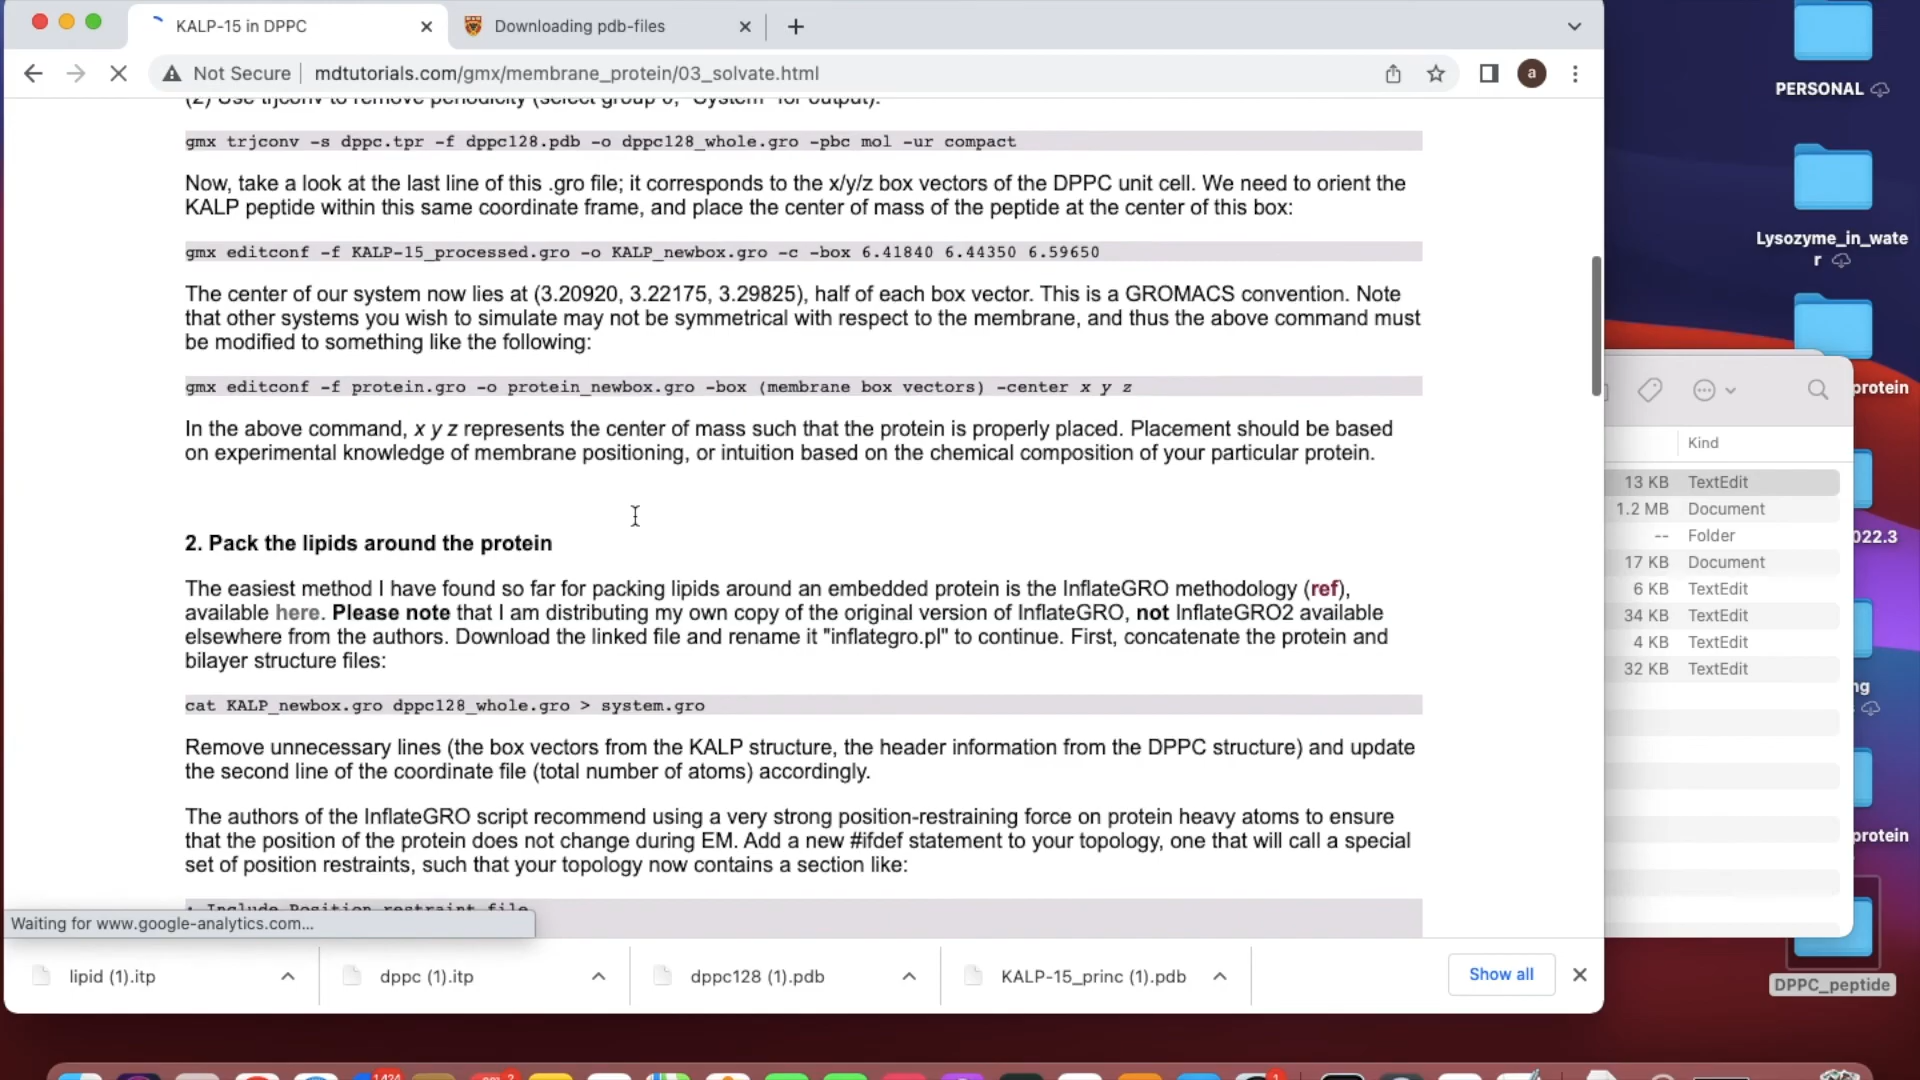 KALP-15 in DPPC
Downloading pdb-files
Not Secure
mdtutorials.com/gmx/membrane_protein/03_solvate.html
a
(2) Use trjconv to remove periodicity (select group 0, "System" for output):
gmx trjconv -s dppc.tpr -f dppc128.pdb -o dppc128_whole.gro -pbc mol -ur compact
Now, take a look at the last line of this .gro file; it corresponds to the x/y/z box vectors of the DPPC unit cell. We need to orient the
KALP peptide within this same coordinate frame, and place the center of mass of the peptide at the center of this box:
gmx editconf -f KALP-15_processed.gro -o KALP_newbox.gro -c -box 6.41840 6.44350 6.59650
The center of our system now lies at (3.20920, 3.22175, 3.29825), half of each box vector. This is a GROMACS convention. Note
that other systems you wish to simulate may not be symmetrical with respect to the membrane, and thus the above command must
be modified to something like the following:
gmx editconf -f protein.gro -o protein_newbox.gro -box (membrane box vectors) -center x y z
In the above command, x y z represents the center of mass such that the protein is properly placed. Placement should be based
on experimental knowledge of membrane positioning, or intuition based on the chemical composition of your particular protein.
2. Pack the lipids around the protein
The easiest method I have found so far for packing lipids around an embedded protein is the InflateGRO methodology (ref),
available here. Please note that I am distributing my own copy of the original version of InflateGRO, not InflateGRO2 available
elsewhere from the authors. Download the linked file and rename it "inflategro.pl" to continue. First, concatenate the protein and
bilayer structure files:
cat KALP_newbox.gro dppc128_whole.gro > system.gro
Remove unnecessary lines (the box vectors from the KALP structure, the header information from the DPPC structure) and update
the second line of the coordinate file (total number of atoms) accordingly.
The authors of the InflateGRO script recommend using a very strong position-restraining force on protein heavy atoms to ensure
that the position of the protein does not change during EM. Add a new #ifdef statement to your topology, one that will call a special
set of position restraints, such that your topology now contains a section like:
; Include Position restraint file
Waiting for www.google-analytics.com...
lipid (1).itp
dppc (1).itp
dppc128 (1).pdb
KALP-15_princ (1).pdb
Show all
PERSONAL
Lysozyme_in_wate
r
protein
022.3
ng
protein
DPPC_peptide
Kind
13 KB TextEdit
1.2 MB Document
-- Folder
17 KB Document
6 KB TextEdit
34 KB TextEdit
4 KB TextEdit
32 KB TextEdit